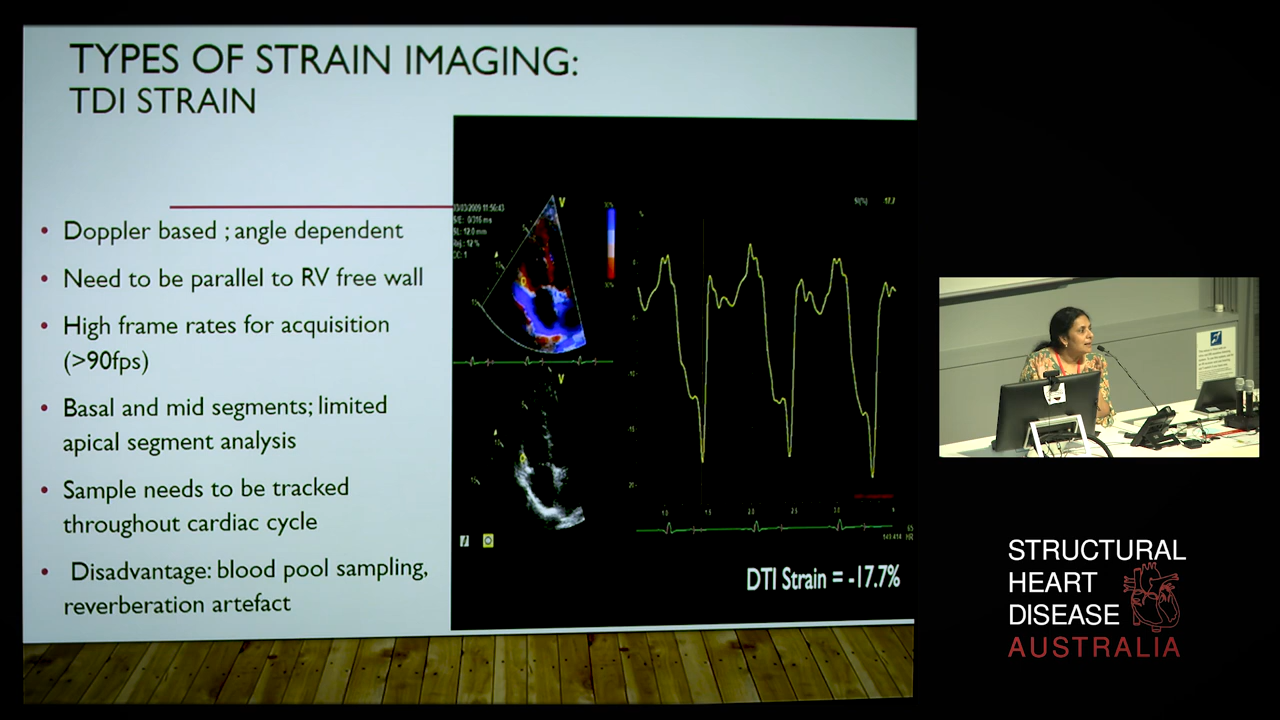 TYPES OF STRAIN IMAGING:
TDI STRAIN
• Doppler based ; angle dependent
• Need to be parallel to RV free wall
• High frame rates for acquisition
(>90fps)
• Basal and mid segments; limited
apical segment analysis
• Sample needs to be tracked
throughout cardiac cycle
• Disadvantage: blood pool sampling,
reverberation artefact
V
V
DTI Strain = -17.7%
STRUCTURAL
HEART
DISEASE
AUSTRALIA